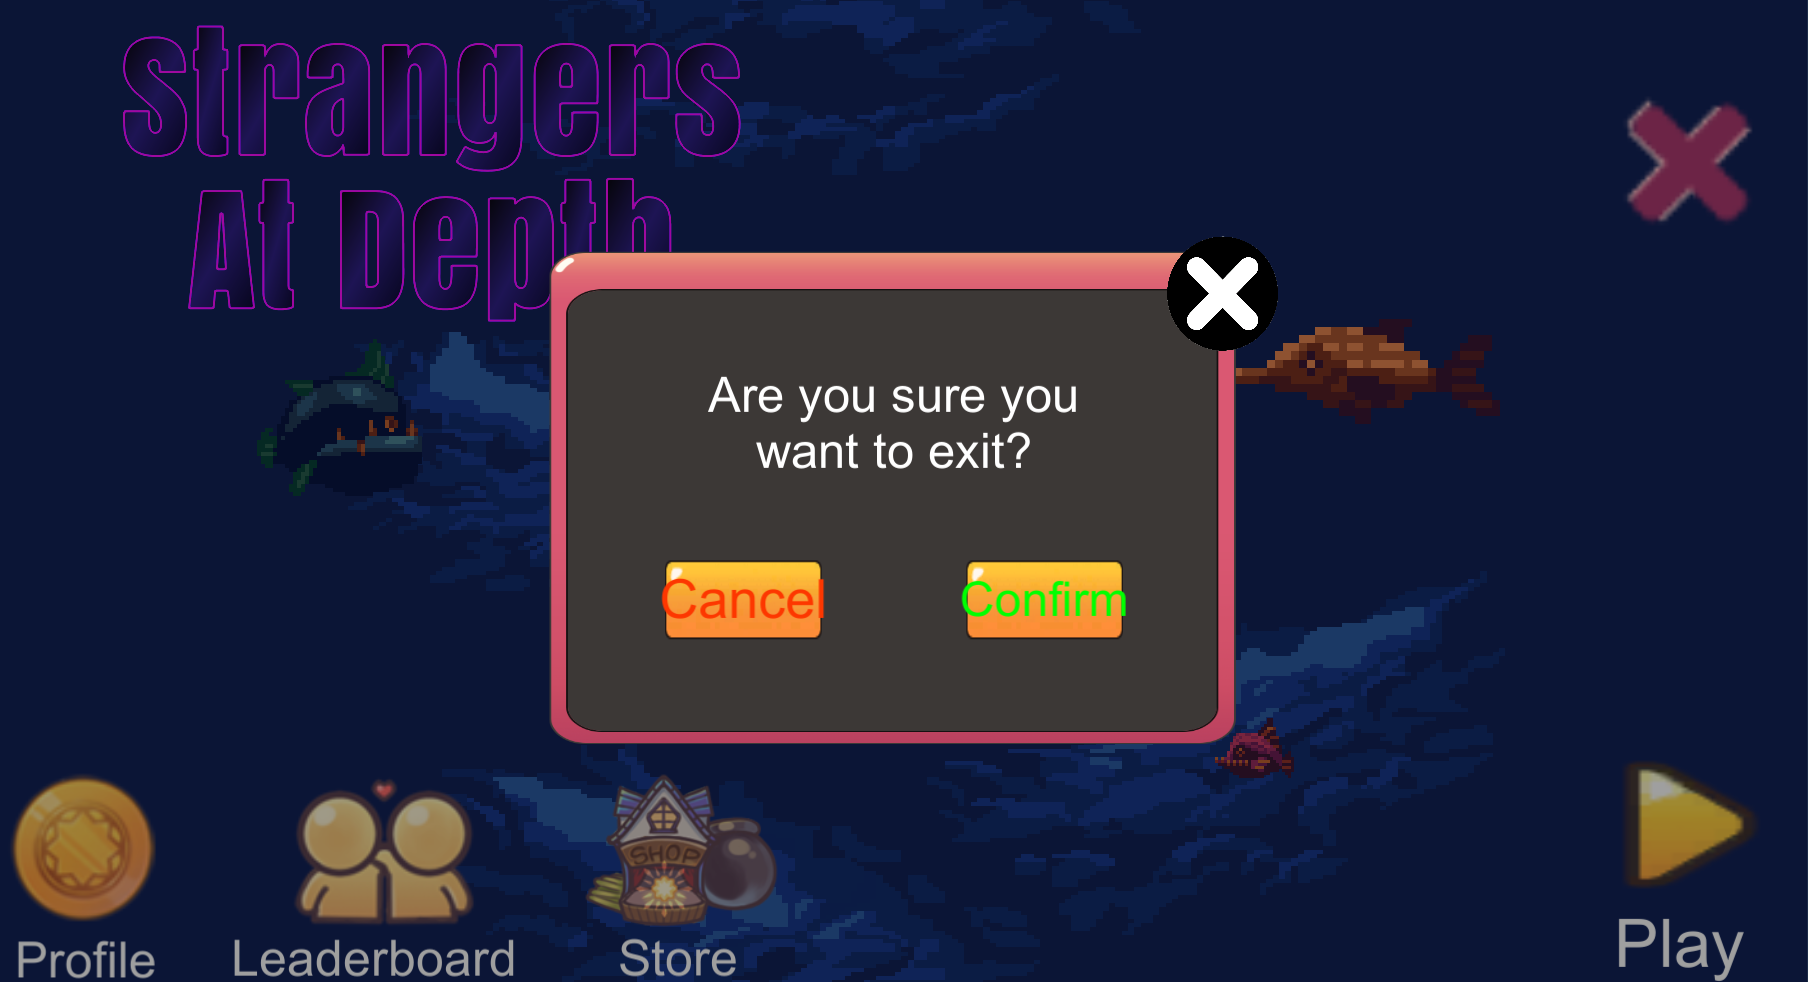 Strangers
At Depth
Are you sure you
want to exit?
Cancel
Confirm
SHOP
Profile
Leaderboard
Store
Play